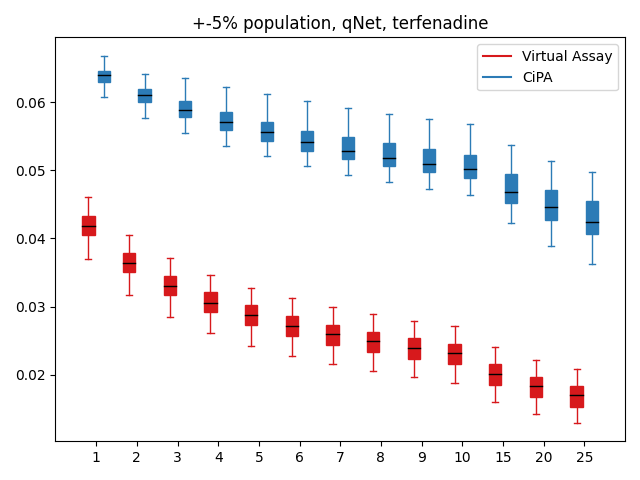 +-5% population, qNet, terfenadine
Virtual Assay
CiPA
0.06
0.05
0.04
0.03
0.02
1 2 3 4 5 6 7 8 9 10 15 20 25